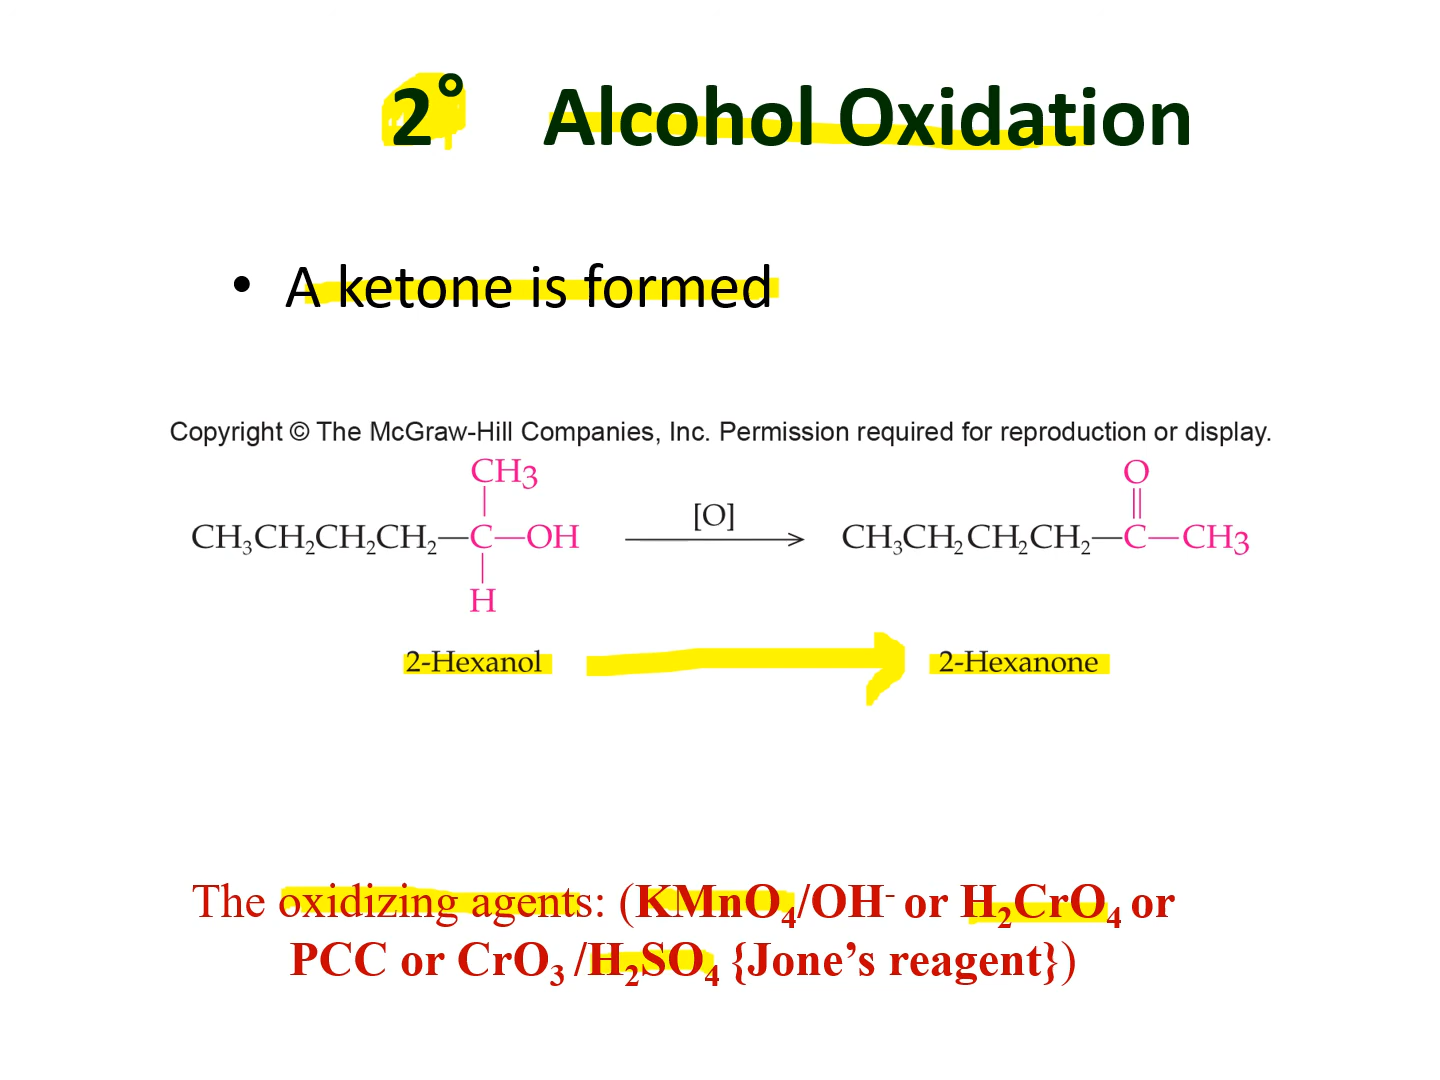 2° Alcohol Oxidation
• A ketone is formed
Copyright © The McGraw-Hill Companies, Inc. Permission required for reproduction or display.
CH3 O
| ||
CH3CH2CH2CH2—C—OH [O] CH3CH2CH2CH2—C—CH3
|
H
2-Hexanol 2-Hexanone
The oxidizing agents: (KMnO4/OH- or H2CrO4 or
PCC or CrO3 /H2SO4 {Jone’s reagent})